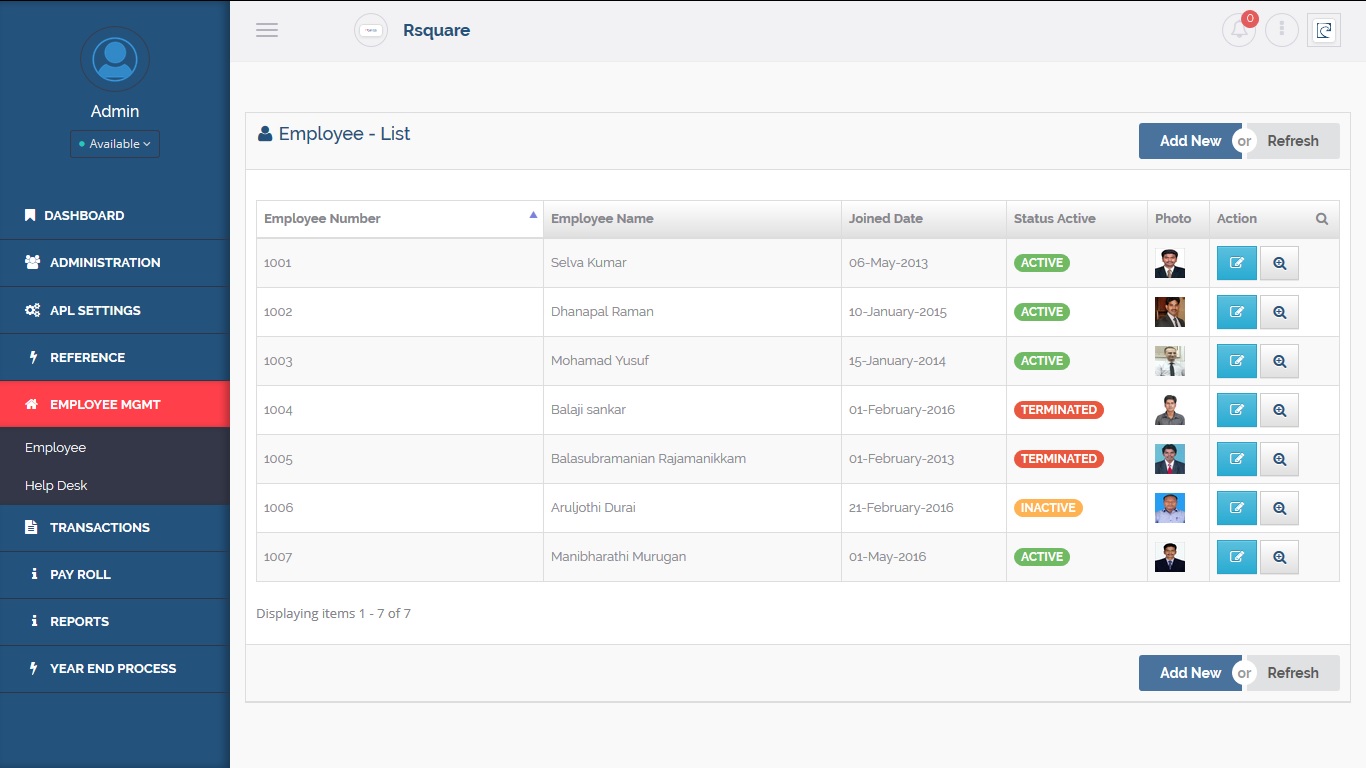 Rsquare
0
Admin
Available
DASHBOARD
ADMINISTRATION
APL SETTINGS
REFERENCE
EMPLOYEE MGMT
Employee
Help Desk
TRANSACTIONS
PAY ROLL
REPORTS
YEAR END PROCESS
Employee - List
Add New or Refresh
Employee Number Employee Name Joined Date Status Active Photo Action
1001 Selva Kumar 06-May-2013 ACTIVE
1002 Dhanapal Raman 10-January-2015 ACTIVE
1003 Mohamad Yusuf 15-January-2014 ACTIVE
1004 Balaji sankar 01-February-2016 TERMINATED
1005 Balasubramanian Rajamanikkam 01-February-2013 TERMINATED
1006 Aruljothi Durai 21-February-2016 INACTIVE
1007 Manibharathi Murugan 01-May-2016 ACTIVE
Displaying items 1 - 7 of 7
Add New or Refresh